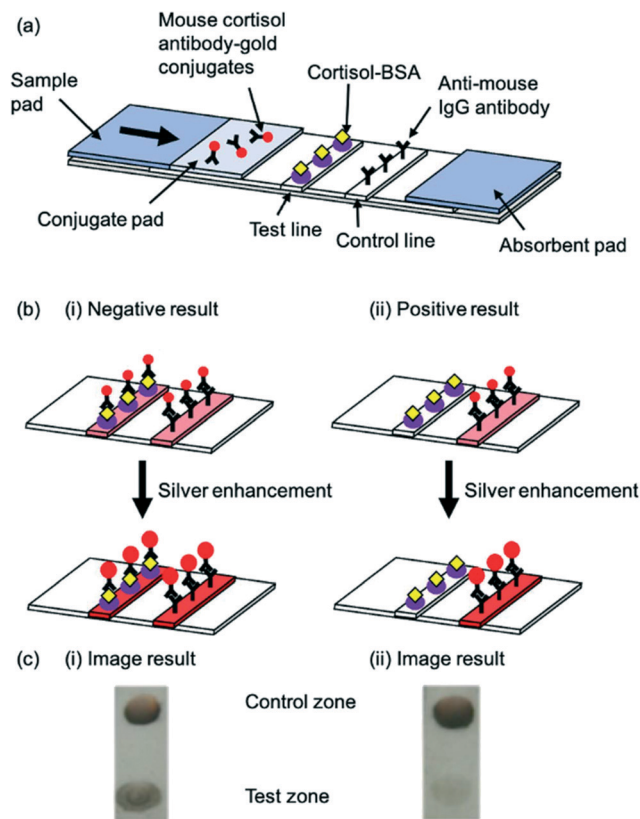 (a)
Mouse cortisol
antibody-gold
conjugates
Sample
pad
Cortisol-BSA
Anti-mouse
IgG antibody
Conjugate pad
Test line
Control line
Absorbent pad
(b) (i) Negative result (ii) Positive result
Silver enhancement Silver enhancement
(c) (i) Image result (ii) Image result
Control zone
Test zone